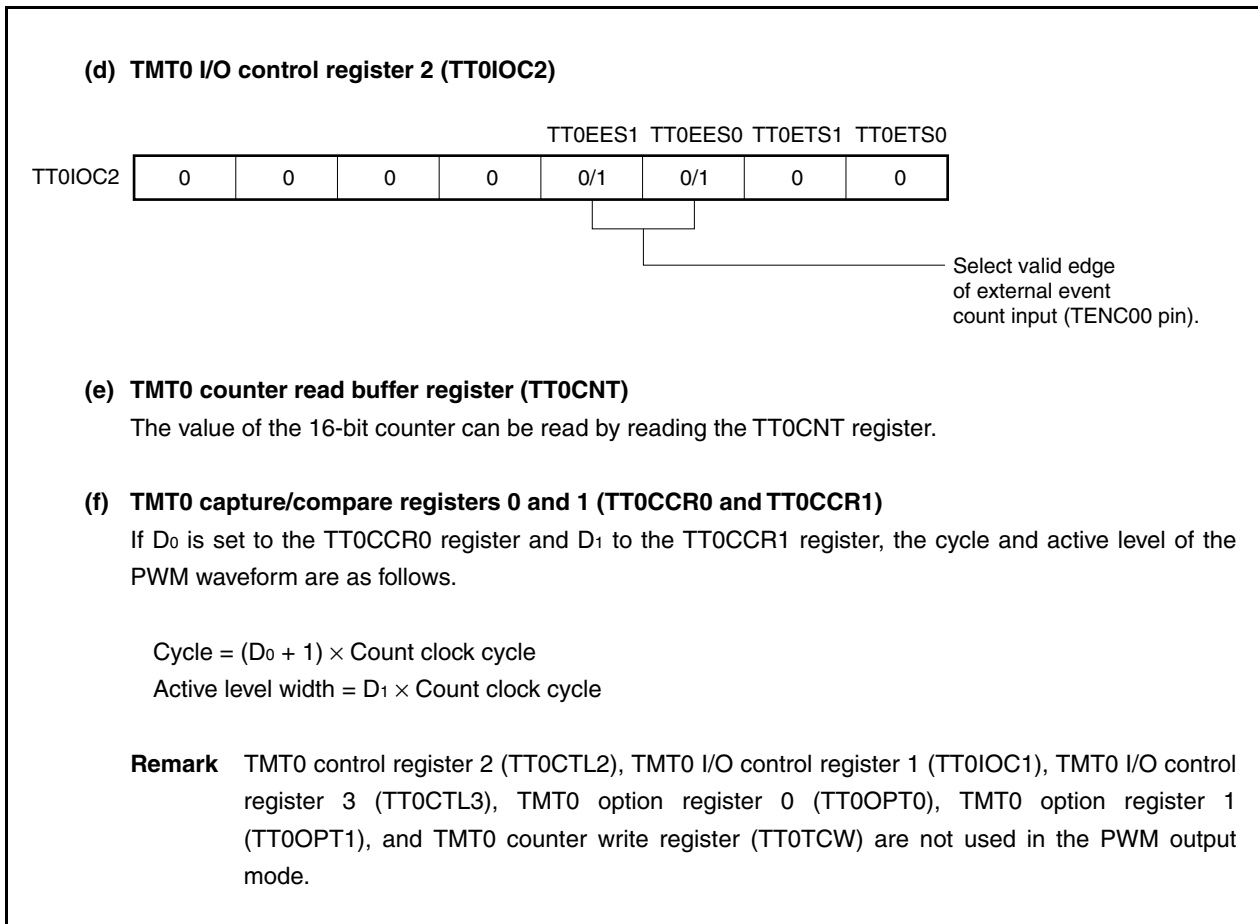 (d) TMT0 I/O control register 2 (TT0IOC2)
TT0EES1 TT0EES0 TT0ETS1 TT0ETS0
TT0IOC2 0 0 0 0 0/1 0/1 0 0
Select valid edge
of external event
count input (TENC00 pin).
(e) TMT0 counter read buffer register (TT0CNT)
The value of the 16-bit counter can be read by reading the TT0CNT register.
(f) TMT0 capture/compare registers 0 and 1 (TT0CCR0 and TT0CCR1)
If D0 is set to the TT0CCR0 register and D1 to the TT0CCR1 register, the cycle and active level of the
PWM waveform are as follows.
Cycle = (D0 + 1) × Count clock cycle
Active level width = D1 × Count clock cycle
Remark TMT0 control register 2 (TT0CTL2), TMT0 I/O control register 1 (TT0IOC1), TMT0 I/O control
register 3 (TT0CTL3), TMT0 option register 0 (TT0OPT0), TMT0 option register 1
(TT0OPT1), and TMT0 counter write register (TT0TCW) are not used in the PWM output
mode.